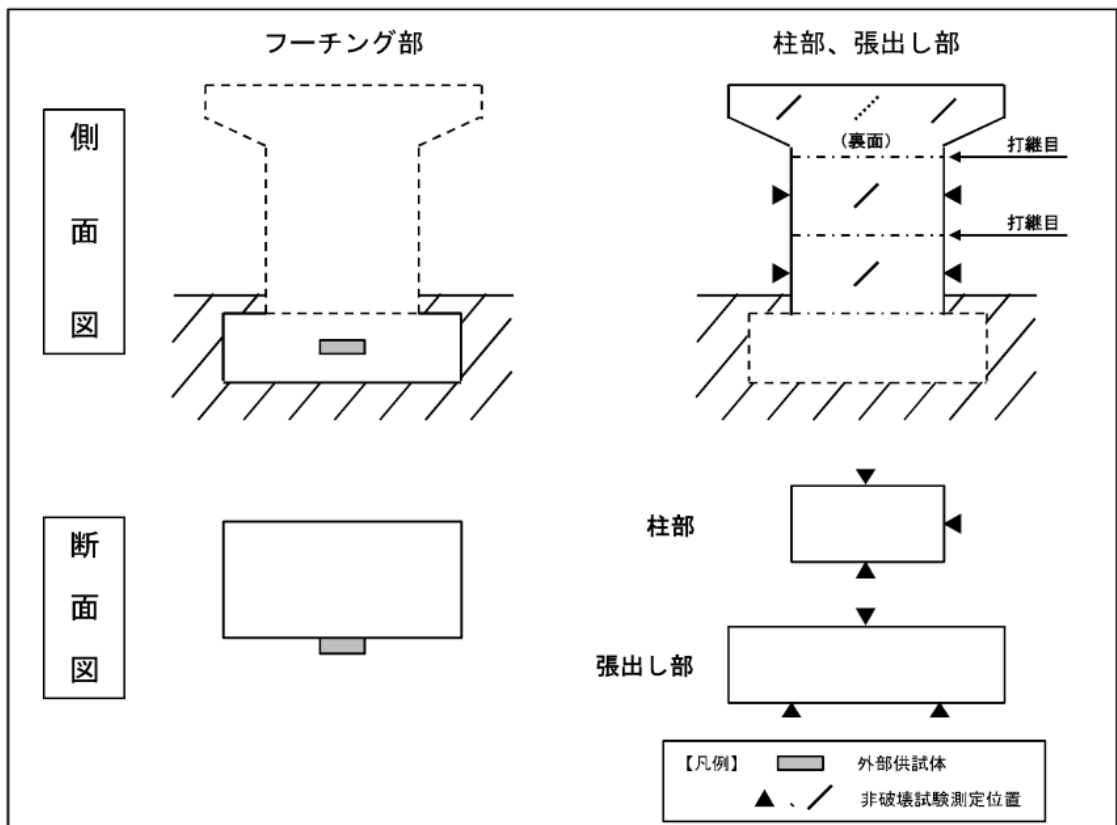 フーチング部
柱部、張出し部
側面図
(裏面)
打継目
打継目
断面図
柱部
張出し部
【凡例】
外部供試体
▲、／ 非破壊試験測定位置